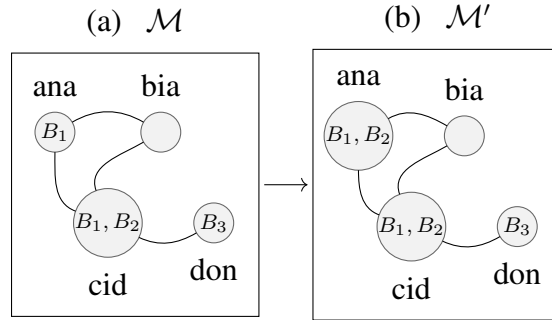 (a) M
(b) M′
ana
bia
B₁
B₁, B₂
B₃
cid
don
ana
bia
B₁, B₂
B₁, B₂
B₃
cid
don